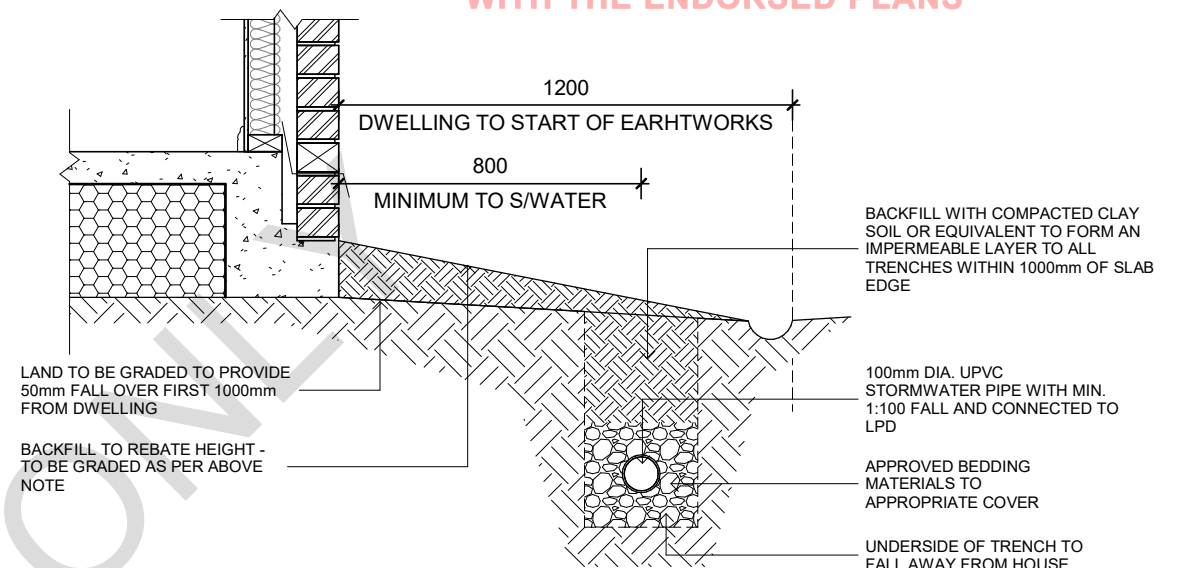 WITH THE ENDORSED PLANS
1200
DWELLING TO START OF EARHTWORKS
800
MINIMUM TO S/WATER
BACKFILL WITH COMPACTED CLAY
SOIL OR EQUIVALENT TO FORM AN
IMPERMEABLE LAYER TO ALL
TRENCHES WITHIN 1000mm OF SLAB
EDGE
LAND TO BE GRADED TO PROVIDE
50mm FALL OVER FIRST 1000mm
FROM DWELLING
BACKFILL TO REBATE HEIGHT -
TO BE GRADED AS PER ABOVE
NOTE
100mm DIA. UPVC
STORMWATER PIPE WITH MIN.
1:100 FALL AND CONNECTED TO
LPD
APPROVED BEDDING
MATERIALS TO
APPROPRIATE COVER
UNDERSIDE OF TRENCH TO
FALL AWAY FROM HOUSE
ONLY